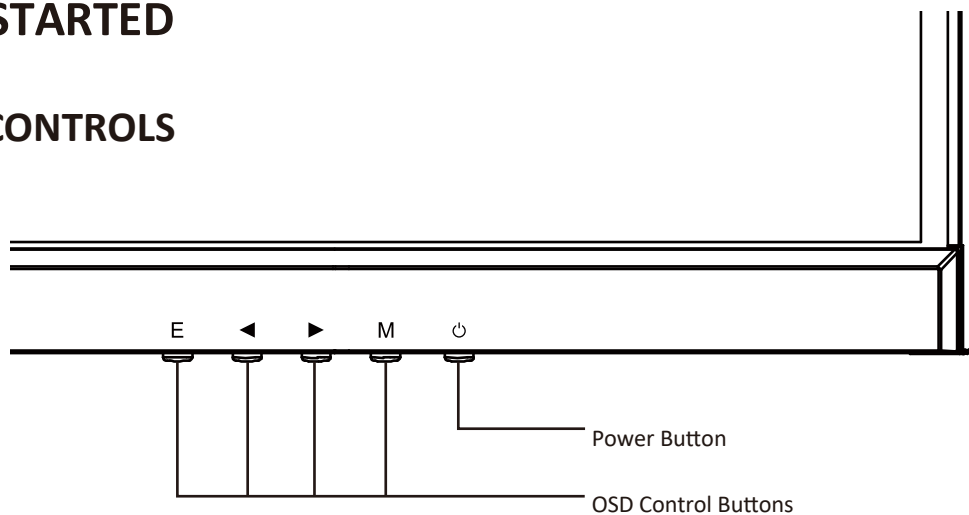 STARTED
CONTROLS
E ◀ ▶ M ⏻
Power Button
OSD Control Buttons